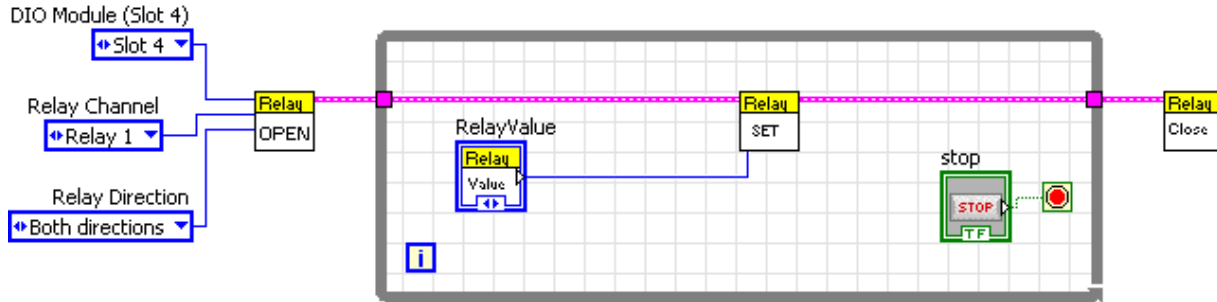 DIO Module (Slot 4)
Slot 4
Relay Channel
Relay 1
Relay Direction
Both directions
Relay
OPEN
RelayValue
Relay
Value
i
Relay
SET
stop
STOP
TF
Relay
Close